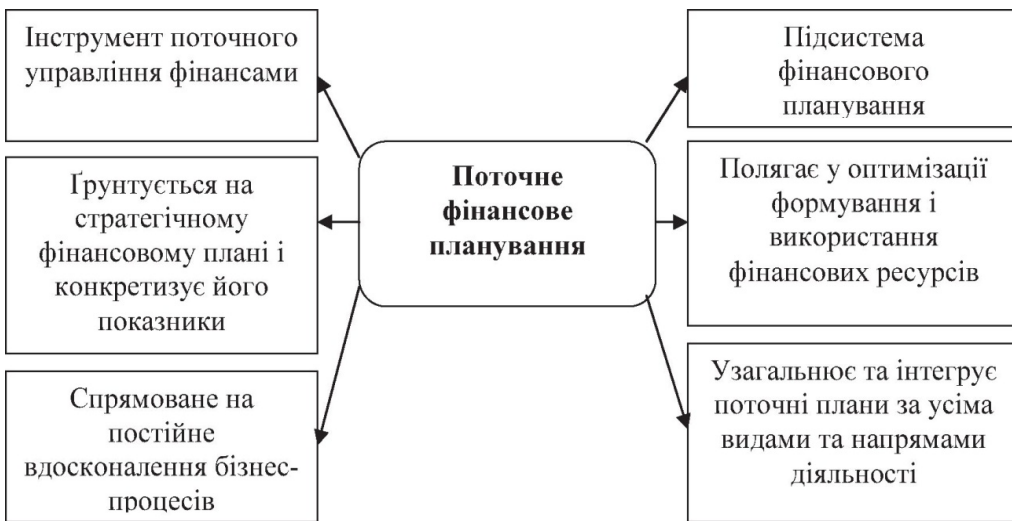 Інструмент поточного
управління фінансами
Ґрунтується на
стратегічному
фінансовому плані і
конкретизує його
показники
Спрямоване на
постійне
вдосконалення бізнес-
процесів
Поточне
фінансове
планування
Підсистема
фінансового
планування
Полягає у оптимізації
формування і
використання
фінансових ресурсів
Узагальнює та інтегрує
поточні плани за усіма
видами та напрямами
діяльності